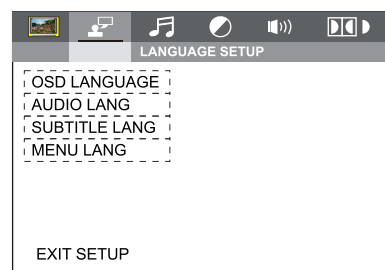 LANGUAGE SETUP
OSD LANGUAGE
AUDIO LANG
SUBTITLE LANG
MENU LANG
EXIT SETUP